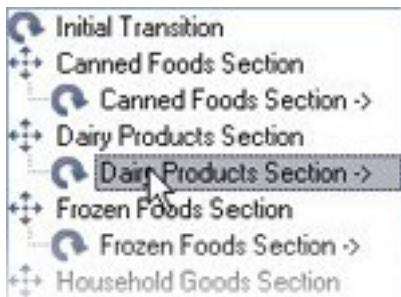 Initial Transition
Canned Foods Section
Canned Foods Section ->
Dairy Products Section
Dairy Products Section ->
Frozen Foods Section
Frozen Foods Section ->
Household Goods Section